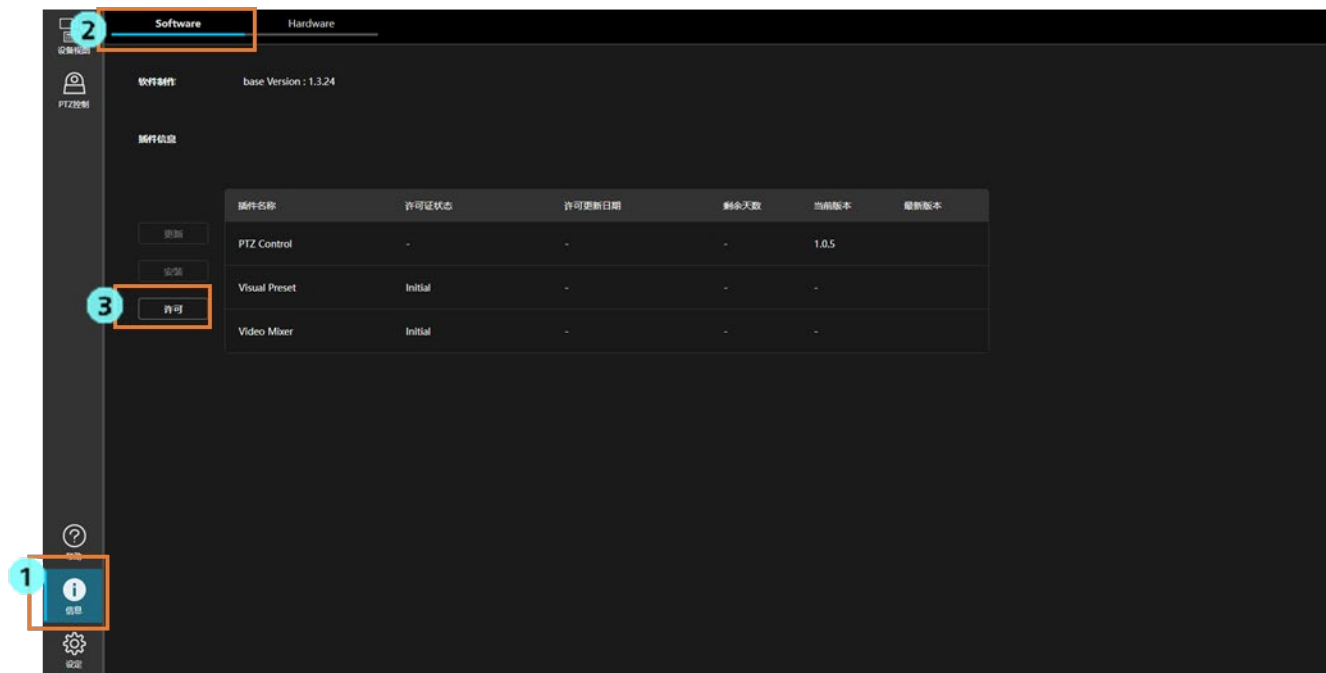 2
Software Hardware
设备视图
软件制作 base Version : 1.3.24
PTZ控制
插件信息
插件名称 许可证状态 许可更新日期 剩余天数 当前版本 最新版本
更新
PTZ Control - - - 1.0.5
安装
Visual Preset Initial - - -
3 许可
Video Mixer Initial - - -
1
信息
设定